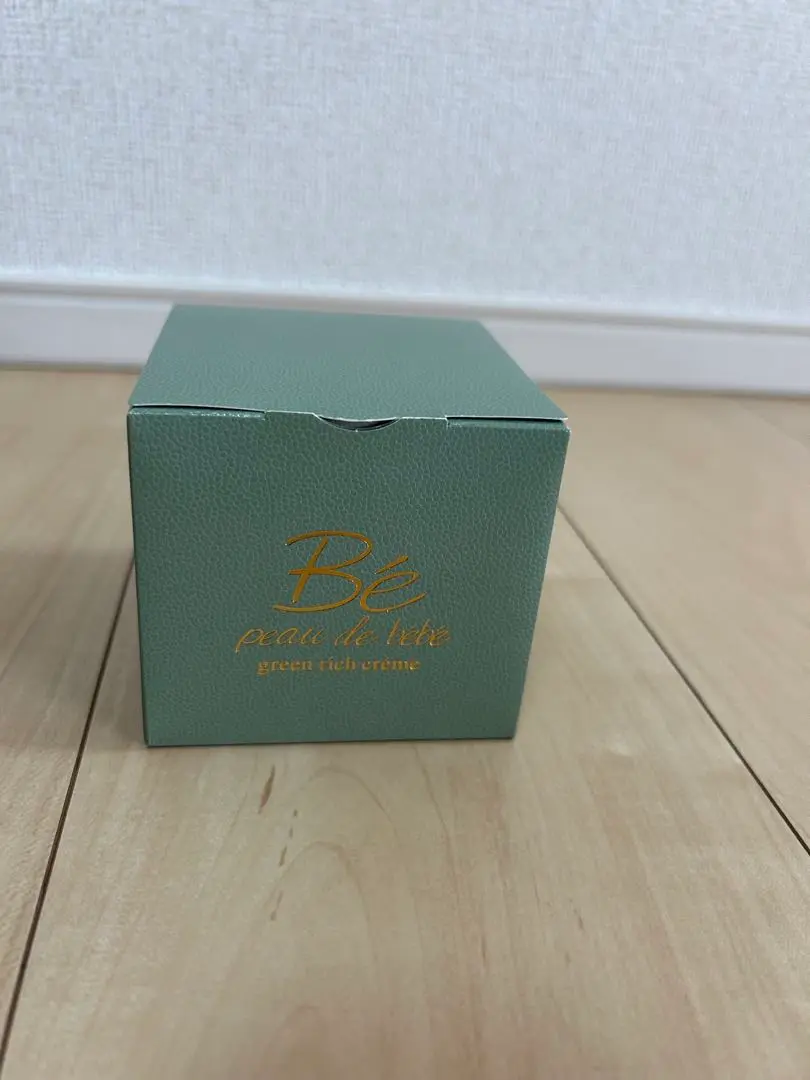 Bé
peau de bébé
green rich crème